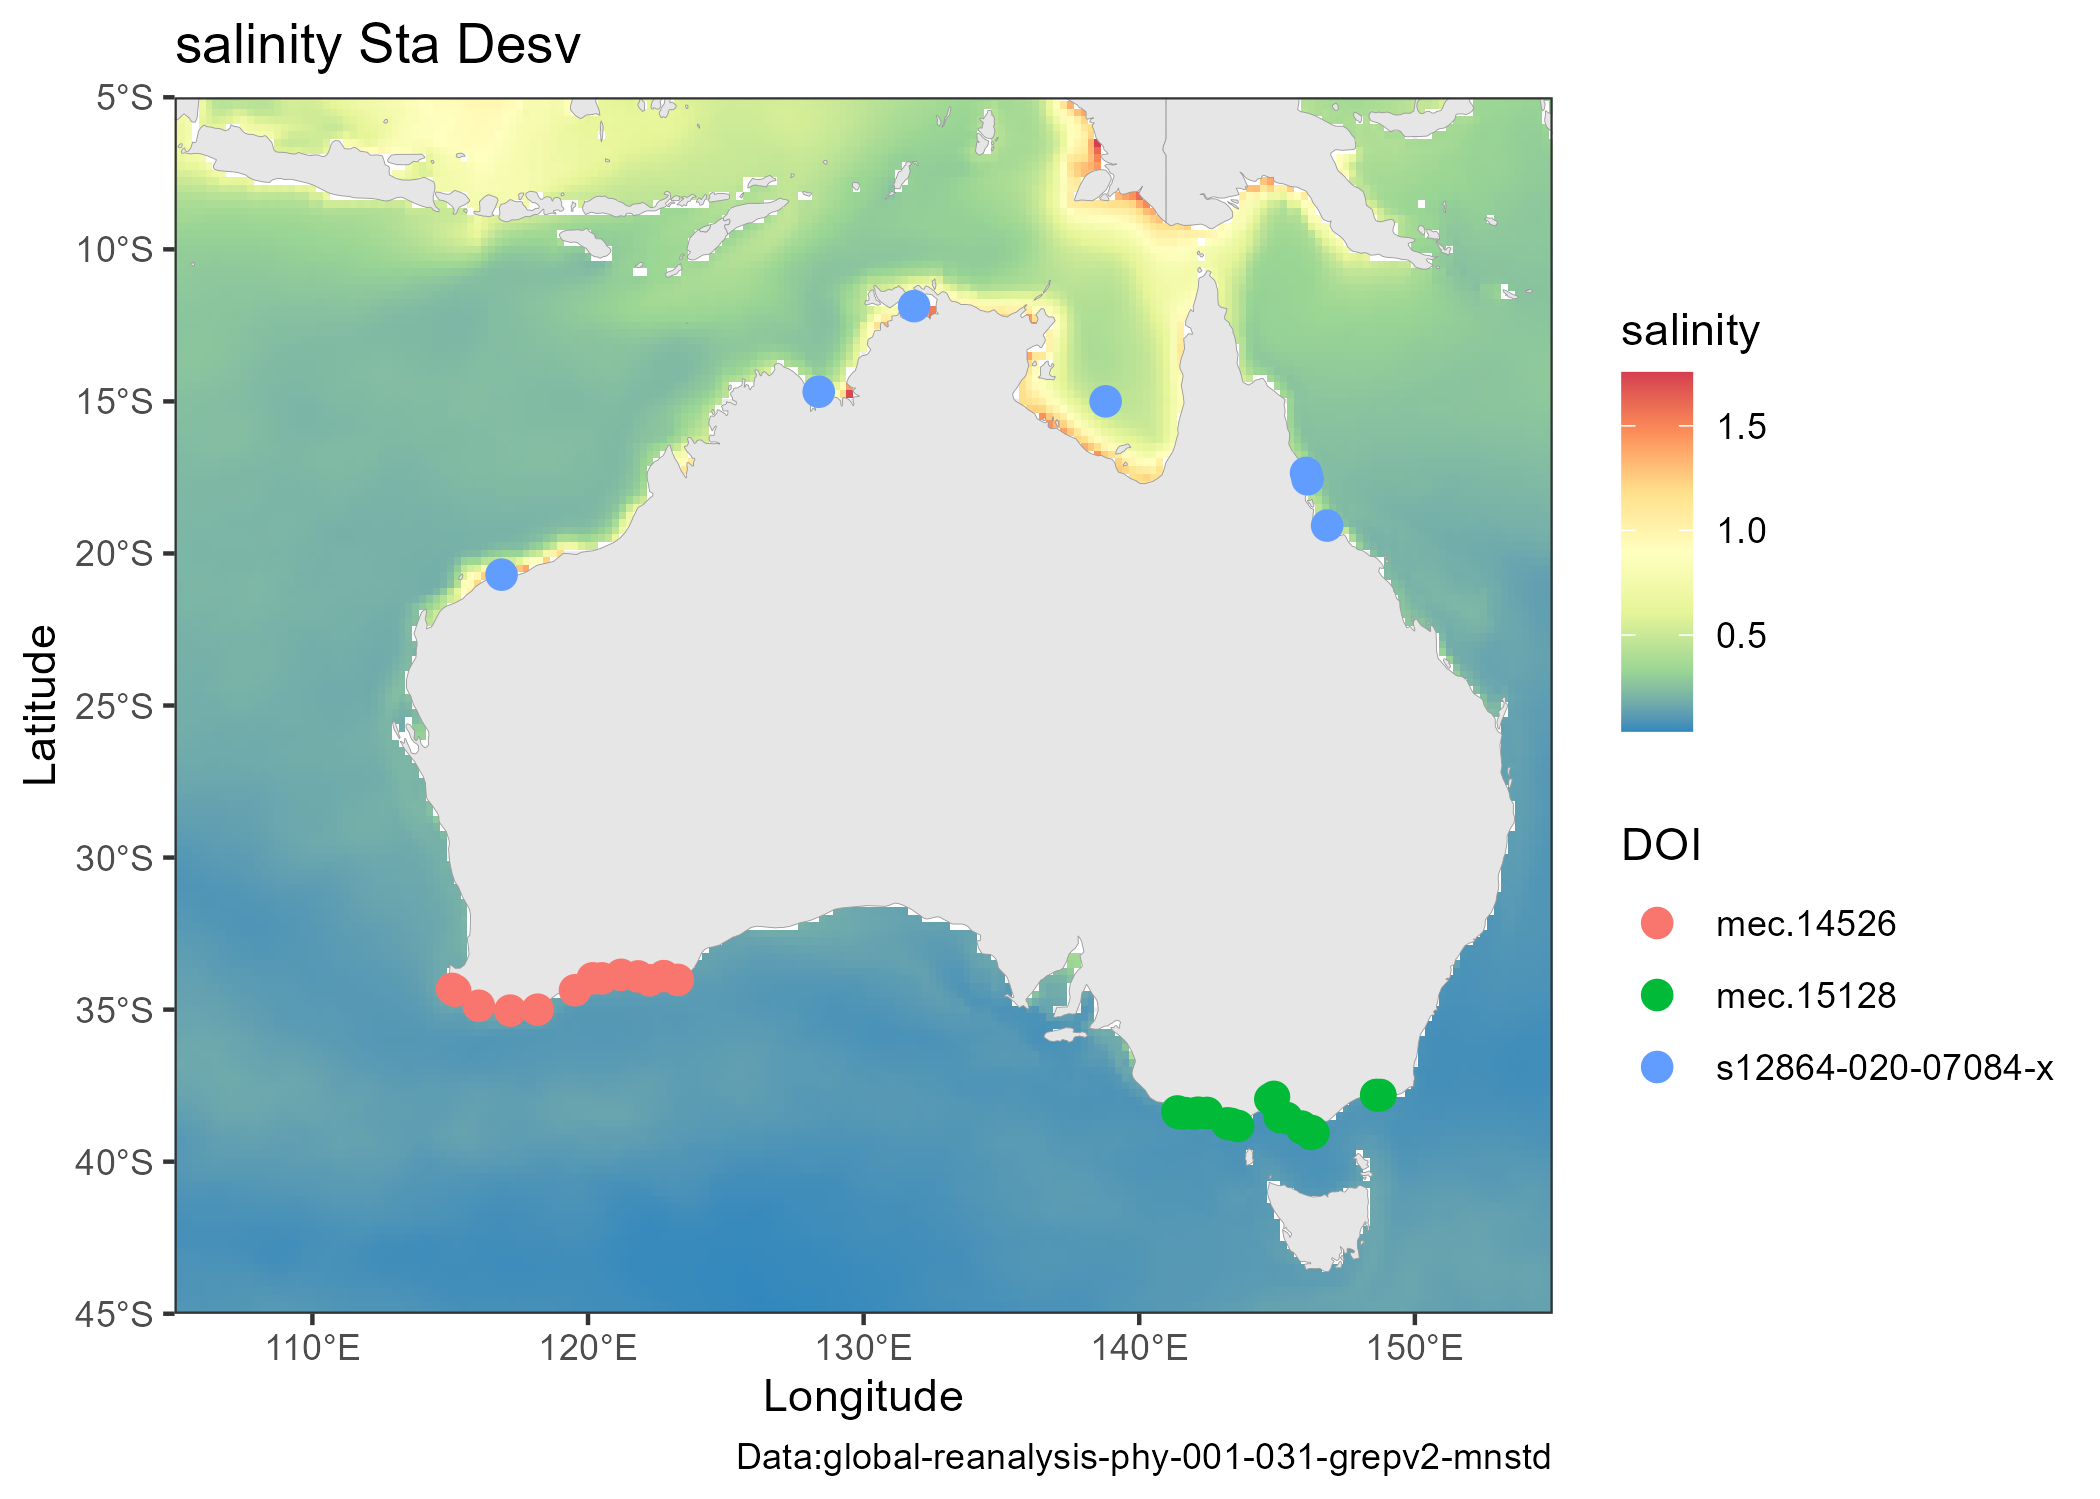 salinity Sta Desv
5°S
10°S
15°S
20°S
25°S
30°S
35°S
40°S
45°S
Latitude
110°E 120°E 130°E 140°E 150°E
Longitude
Data:global-reanalysis-phy-001-031-grepv2-mnstd
salinity
1.5
1.0
0.5
DOI
mec.14526
mec.15128
s12864-020-07084-x